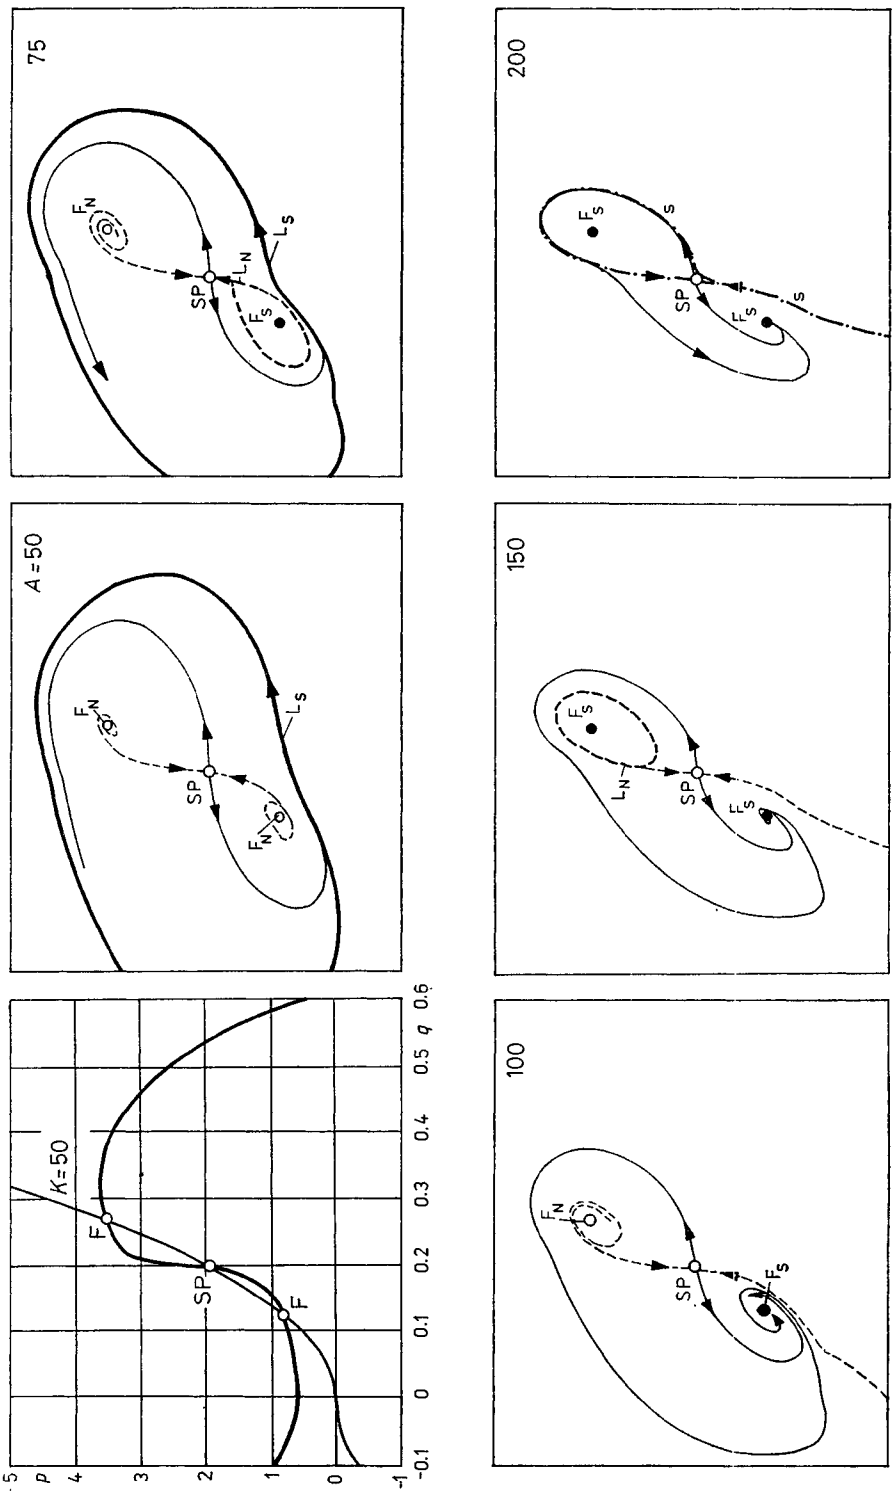 75
F_N
SP
L_N
F_S
L_S
200
F_S
S
SP
F_S
S
A = 50
F_N
SP
F_N
L_S
150
F_S
L_N
SP
F_S
5
p
4
3
2
1
0
-1
K = 50
F
SP
F
-0.1
0
0.1
0.2
0.3
0.4
0.5
0.6
q
100
F_N
SP
F_S